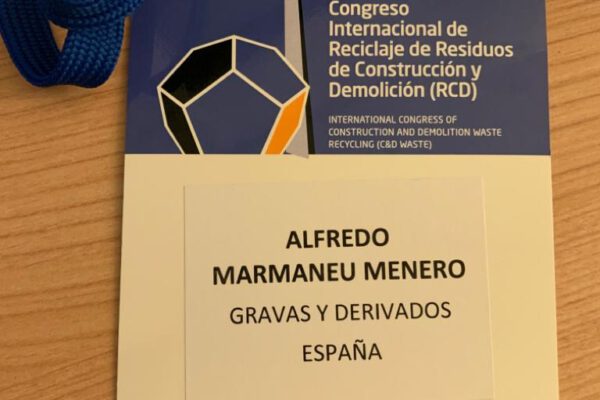 Congreso
Internacional de
Reciclaje de Residuos
de Construcción y
Demolición (RCD)
INTERNATIONAL CONGRESS OF
CONSTRUCTION AND DEMOLITION WASTE
RECYCLING (C&D WASTE)
ALFREDO
MARMANEU MENERO
GRAVAS Y DERIVADOS
ESPAÑA